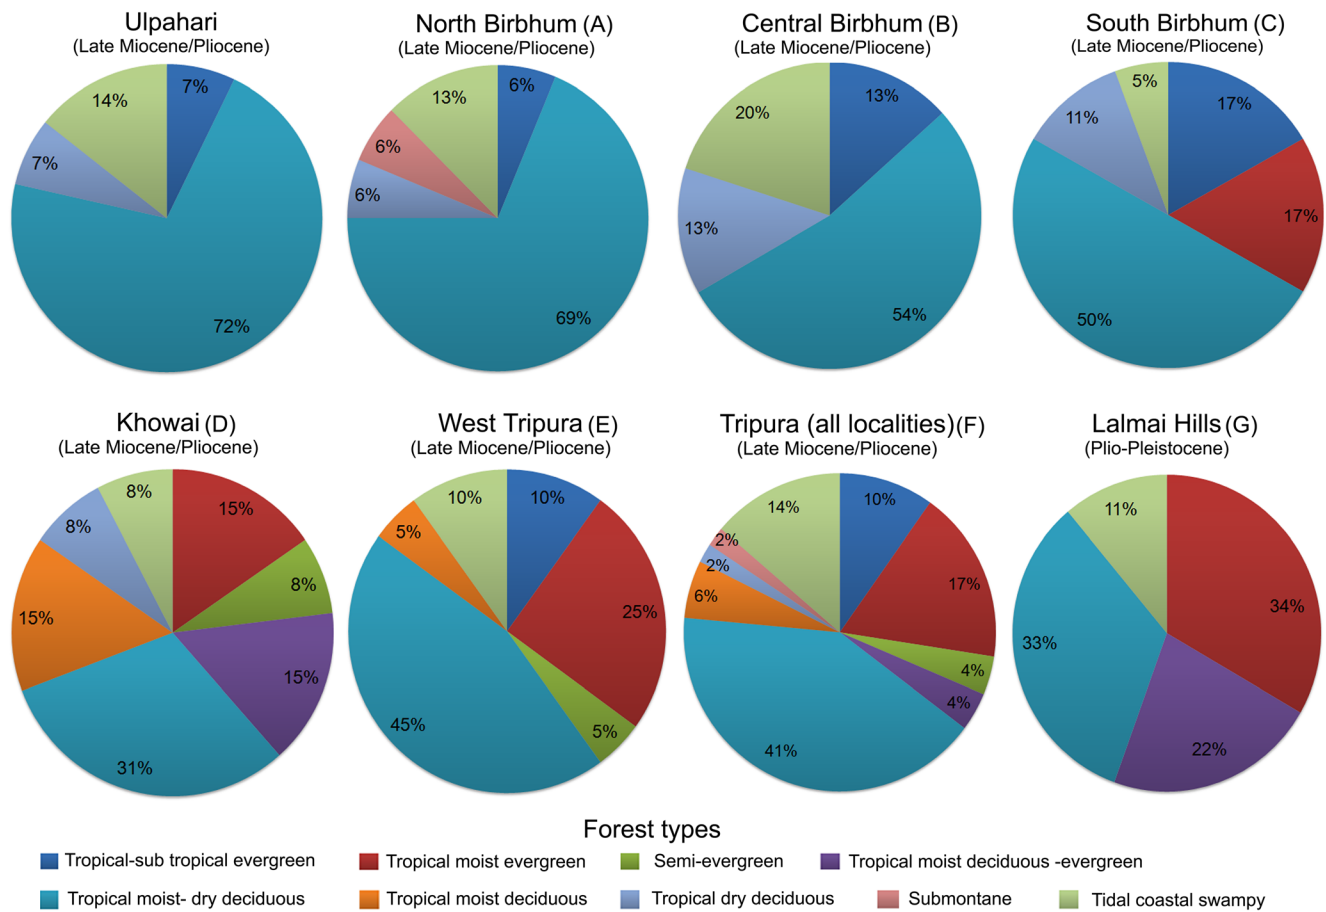 Ulpahari
(Late Miocene/Pliocene)
14%
7%
7%
72%
North Birbhum (A)
(Late Miocene/Pliocene)
13%
6%
6%
6%
69%
Central Birbhum (B)
(Late Miocene/Pliocene)
20%
13%
13%
54%
South Birbhum (C)
(Late Miocene/Pliocene)
5%
17%
11%
17%
50%
Khowai (D)
(Late Miocene/Pliocene)
8%
15%
8%
8%
15%
15%
31%
West Tripura (E)
(Late Miocene/Pliocene)
10%
10%
5%
25%
45%
5%
Tripura (all localities) (F)
(Late Miocene/Pliocene)
14%
10%
2%
2%
17%
6%
4%
4%
41%
Lalmai Hills (G)
(Plio-Pleistocene)
11%
34%
33%
22%
Forest types
Tropical-sub tropical evergreen
Tropical moist evergreen
Semi-evergreen
Tropical moist deciduous -evergreen
Tropical moist- dry deciduous
Tropical moist deciduous
Tropical dry deciduous
Submontane
Tidal coastal swampy